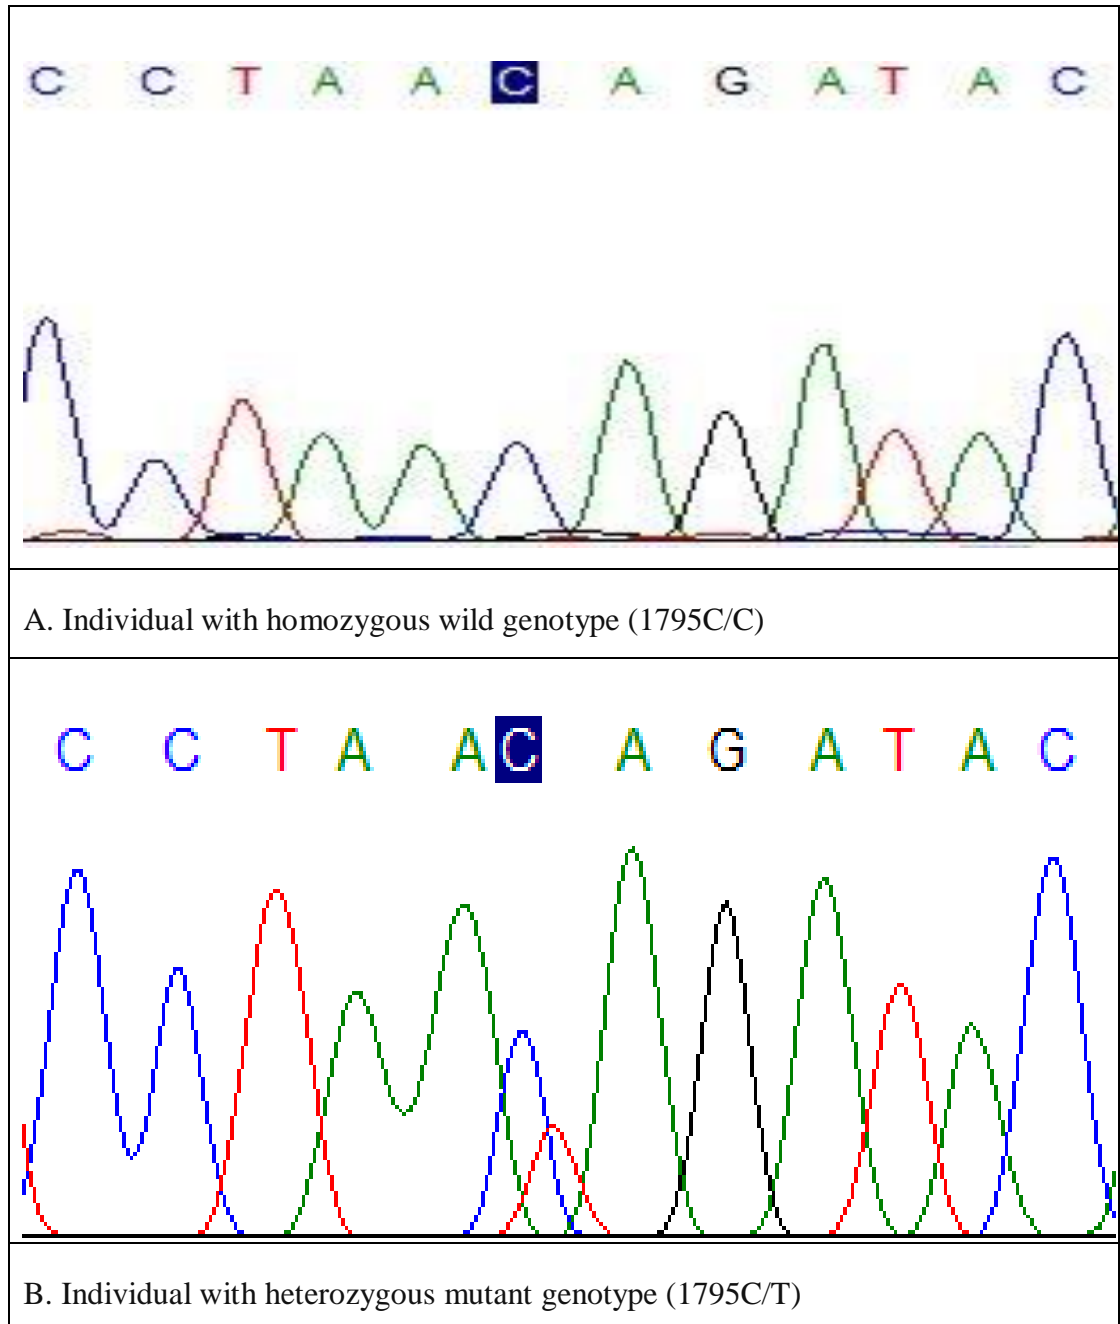 C C T A A C A G A T A C
A. Individual with homozygous wild genotype (1795C/C)
C C T A A C A G A T A C
B. Individual with heterozygous mutant genotype (1795C/T)